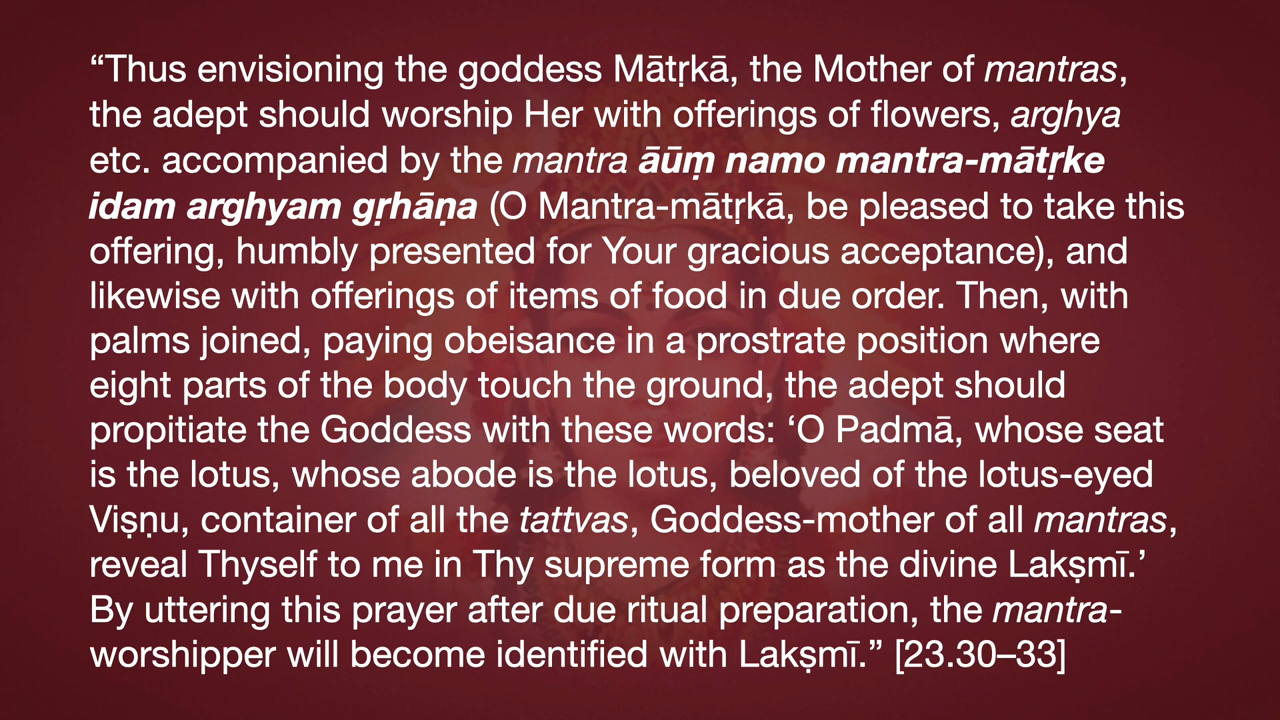 “Thus envisioning the goddess Mātṛkā, the Mother of mantras,
the adept should worship Her with offerings of flowers, arghya
etc. accompanied by the mantra āūṃ namo mantra-mātṛke
idam arghyam gṛhāṇa (O Mantra-mātṛkā, be pleased to take this
offering, humbly presented for Your gracious acceptance), and
likewise with offerings of items of food in due order. Then, with
palms joined, paying obeisance in a prostrate position where
eight parts of the body touch the ground, the adept should
propitiate the Goddess with these words: ‘O Padmā, whose seat
is the lotus, whose abode is the lotus, beloved of the lotus-eyed
Viṣṇu, container of all the tattvas, Goddess-mother of all mantras,
reveal Thyself to me in Thy supreme form as the divine Lakṣmī.’
By uttering this prayer after due ritual preparation, the mantra-
worshipper will become identified with Lakṣmī.” [23.30–33]